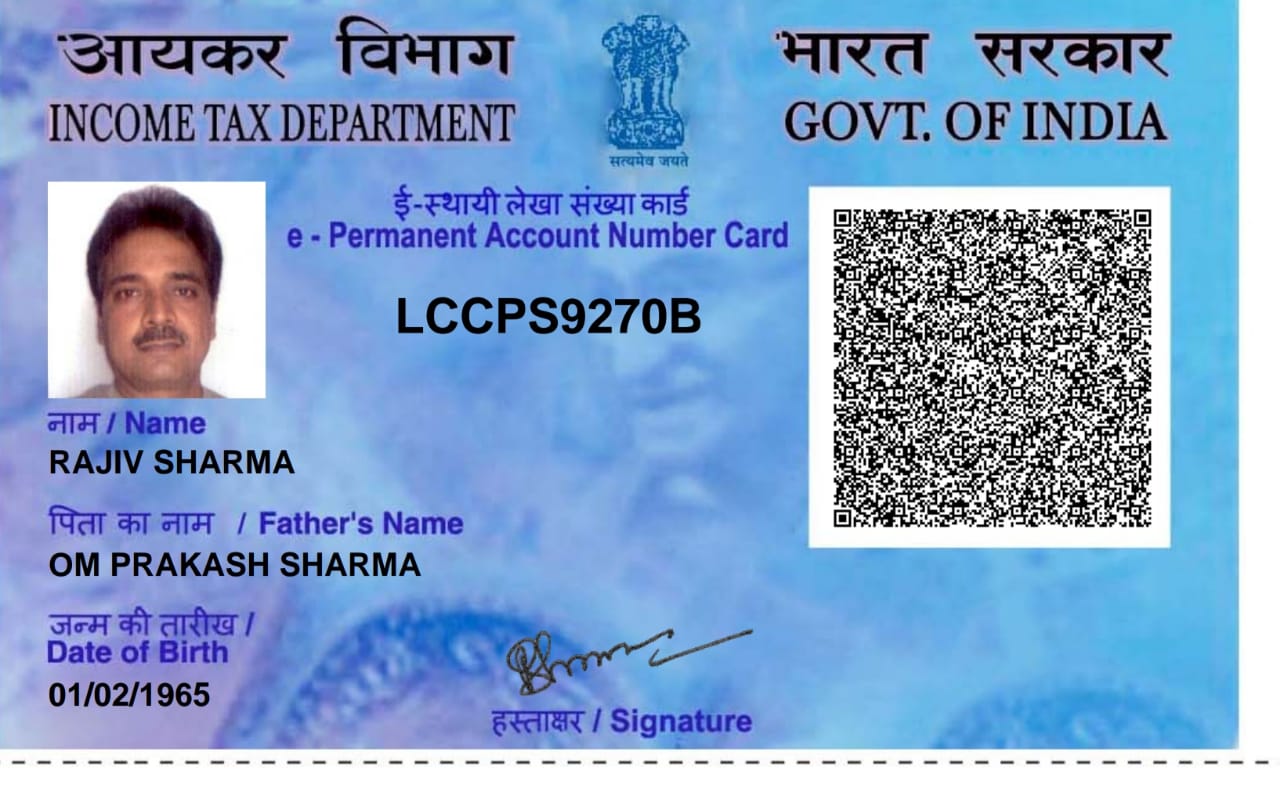 आयकर विभाग
INCOME TAX DEPARTMENT
सत्यमेव जयते
भारत सरकार
GOVT. OF INDIA
ई-स्थायी लेखा संख्या कार्ड
e - Permanent Account Number Card
LCCPS9270B
नाम / Name
RAJIV SHARMA
पिता का नाम / Father's Name
OM PRAKASH SHARMA
जन्म की तारीख /
Date of Birth
01/02/1965
हस्ताक्षर / Signature